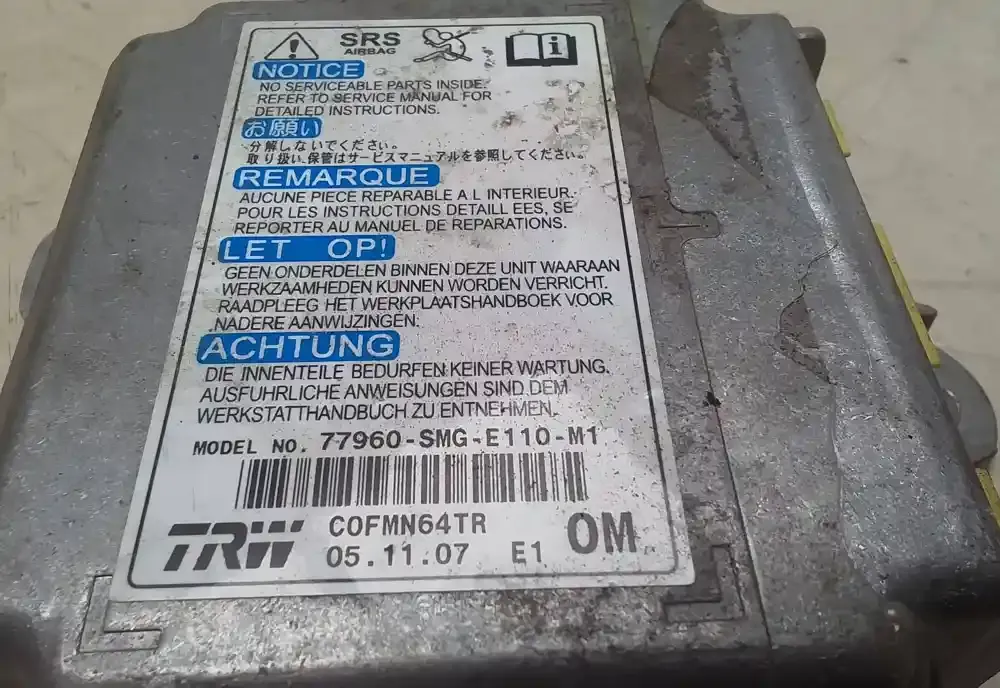 SRS
AIRBAG
NOTICE
NO SERVICEABLE PARTS INSIDE.
REFER TO SERVICE MANUAL FOR
DETAILED INSTRUCTIONS.
お願い
分解しないでください。
取り扱い、保管はサービスマニュアルを参照してください。
REMARQUE
AUCUNE PIECE REPARABLE A L INTERIEUR.
POUR LES INSTRUCTIONS DETAILL EES, SE
REPORTER AU MANUEL DE REPARATIONS.
LET OP!
GEEN ONDERDELEN BINNEN DEZE UNIT WAARAAN
WERKZAAMHEDEN KUNNEN WORDEN VERRICHT.
RAADPLEEG HET WERKPLAATSHANDBOEK VOOR
NADERE AANWIJZINGEN.
ACHTUNG
DIE INNENTEILE BEDURFEN KEINER WARTUNG.
AUSFUHRLICHE ANWEISUNGEN SIND DEM
WERKSTATTHANDBUCH ZU ENTNEHMEN.
MODEL NO. 77960-SMG-E110-M1
TRW
C0FMN64TR
05.11.07 E1
0M